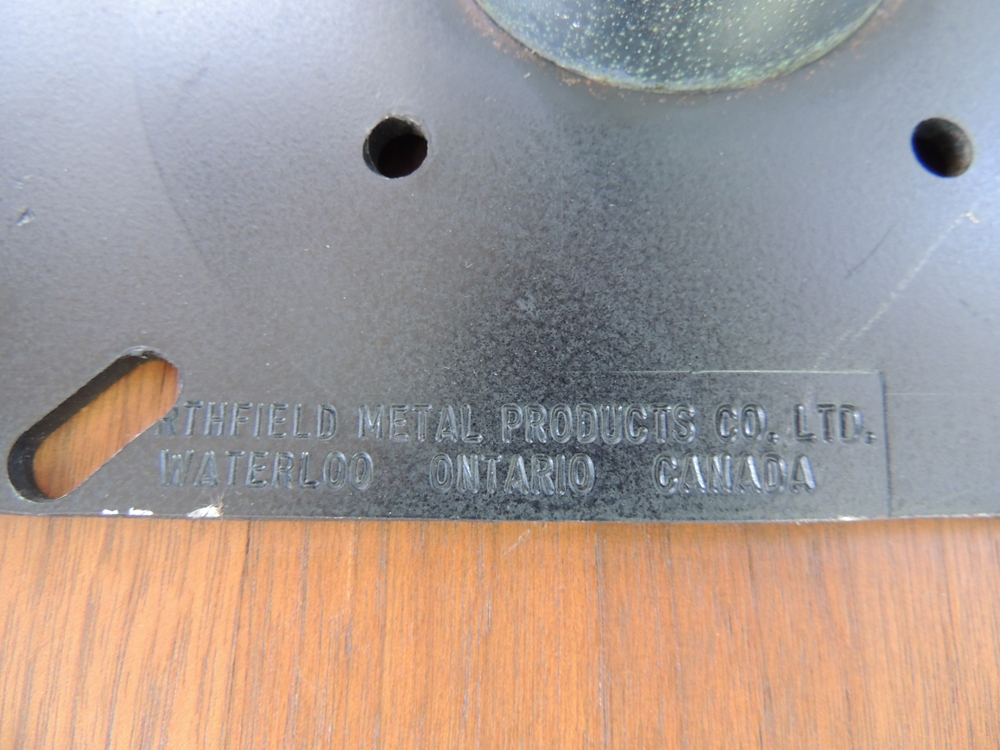 RTHFIELD METAL PRODUCTS CO. LTD.
WATERLOO ONTARIO CANADA